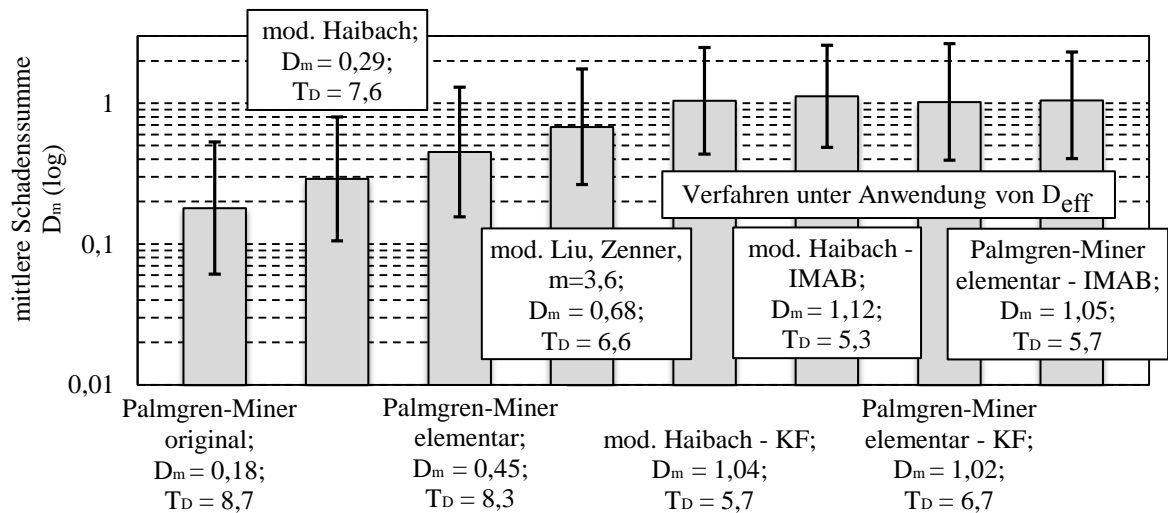 mod. Haibach;
Dm = 0,29;
TD = 7,6
mittlere Schadenssumme
Dm (log)
1
0,1
0,01
Verfahren unter Anwendung von Deff
mod. Liu, Zenner,
m=3,6;
Dm = 0,68;
TD = 6,6
mod. Haibach -
IMAB;
Dm = 1,12;
TD = 5,3
Palmgren-Miner
elementar - IMAB;
Dm = 1,05;
TD = 5,7
Palmgren-Miner
original;
Dm = 0,18;
TD = 8,7
Palmgren-Miner
elementar;
Dm = 0,45;
TD = 8,3
mod. Haibach - KF;
Dm = 1,04;
TD = 5,7
Palmgren-Miner
elementar - KF;
Dm = 1,02;
TD = 6,7